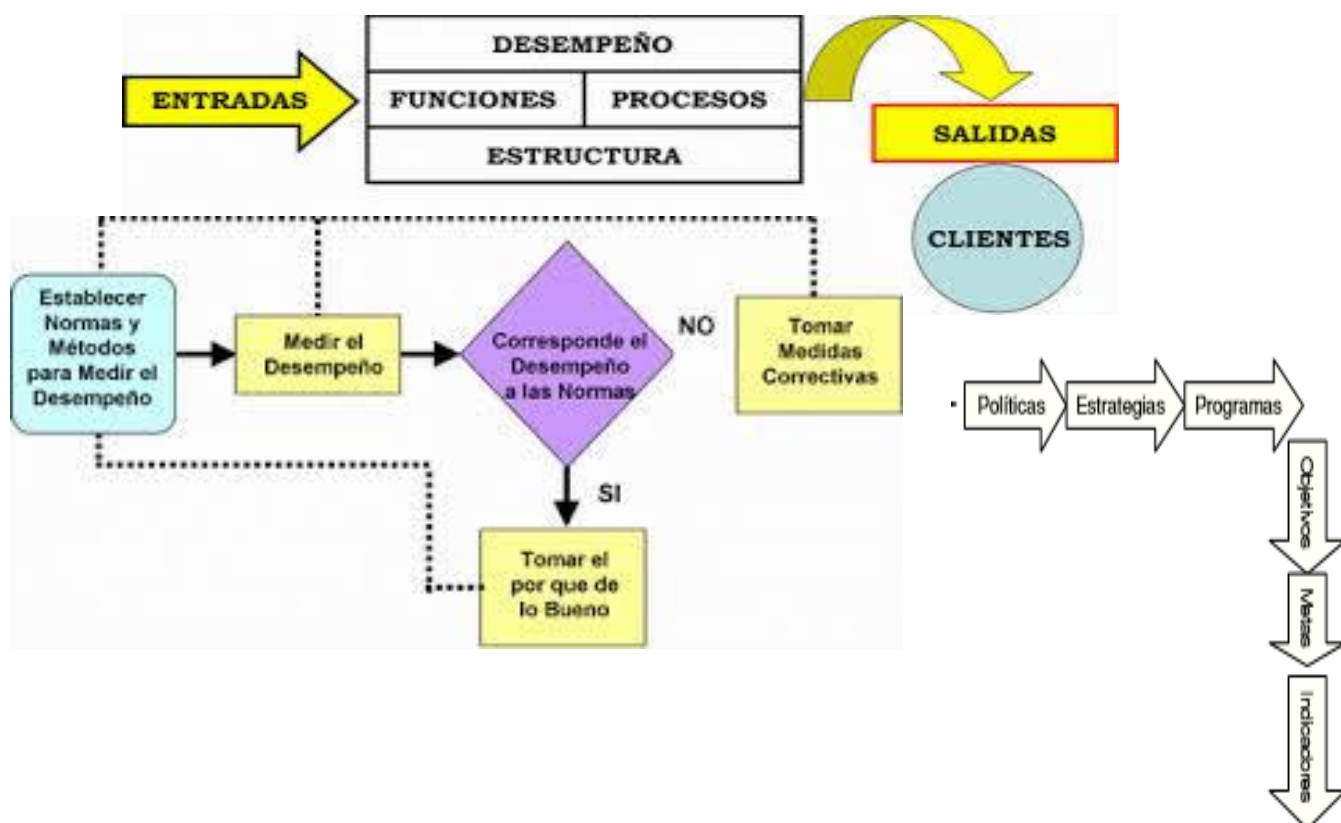 DESEMPEÑO
ENTRADAS
FUNCIONES
PROCESOS
ESTRUCTURA
SALIDAS
CLIENTES
Establecer
Normas y
Métodos
para Medir el
Desempeño
Medir el
Desempeño
Corresponde el
Desempeño
a las Normas
NO
Tomar
Medidas
Correctivas
SI
Tomar el
por que de
lo Bueno
Políticas
Estrategias
Programas
Objetivos
Metas
Indicadores